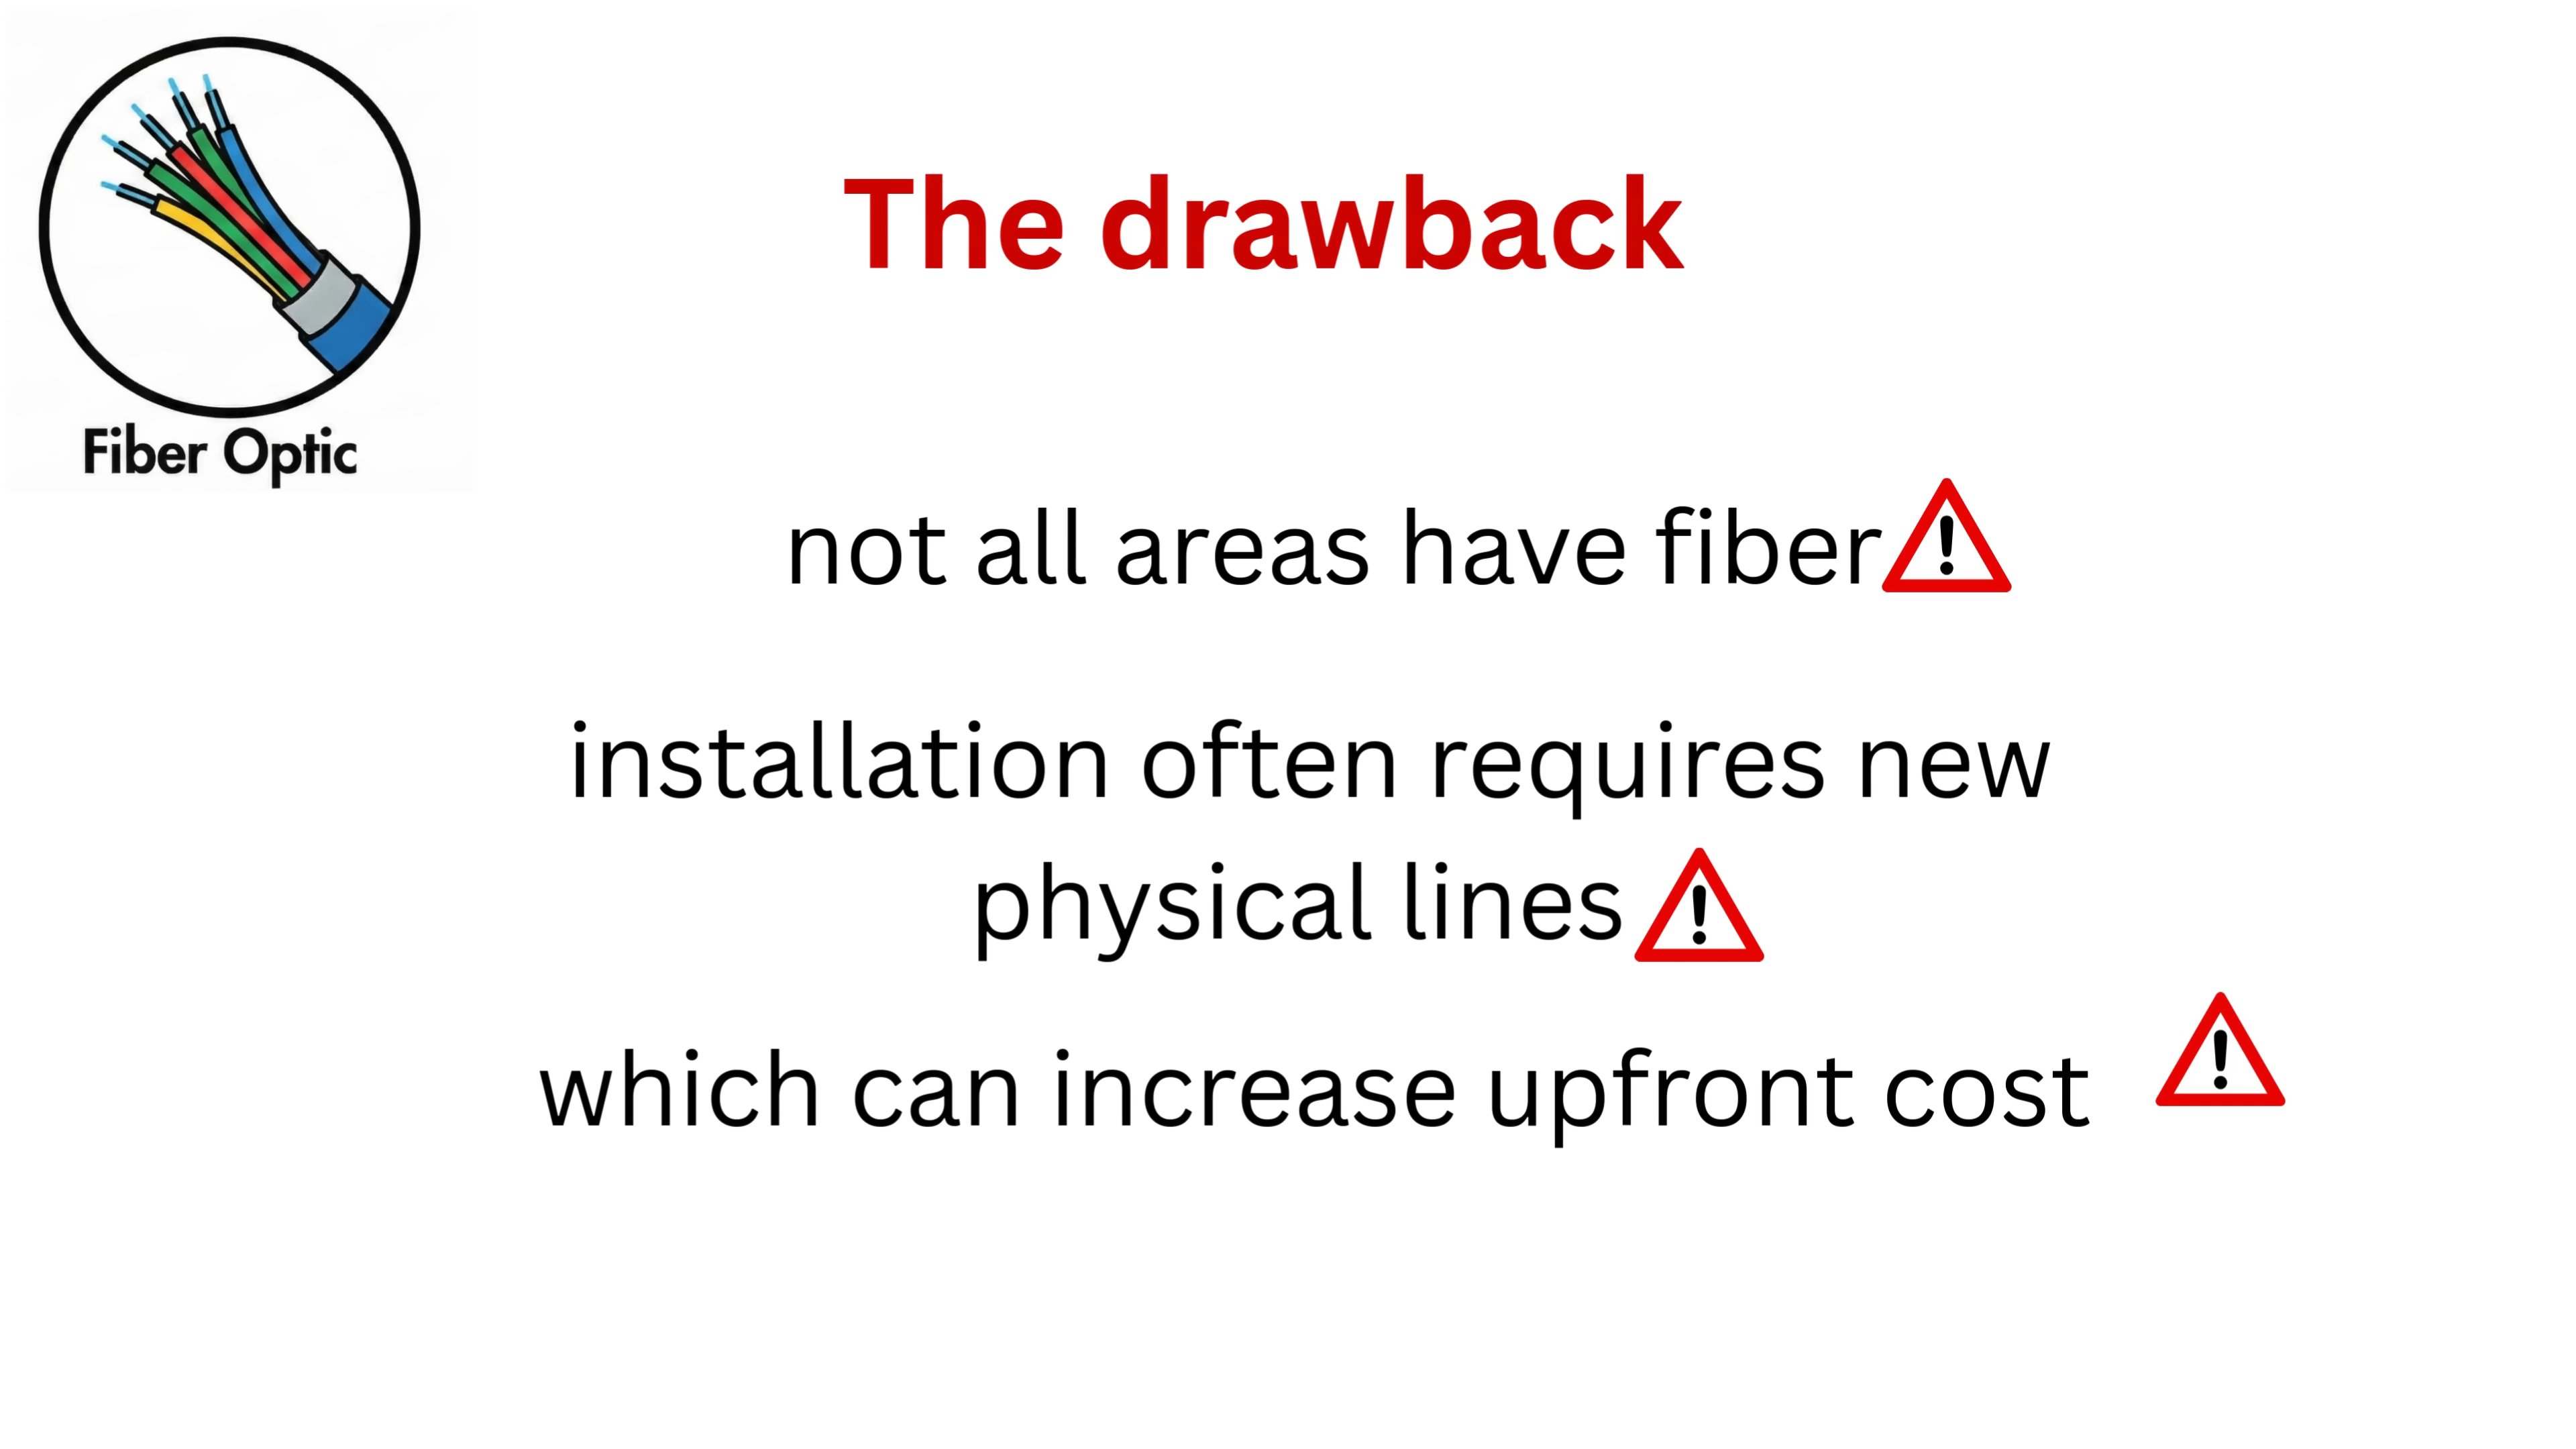 Fiber Optic
The drawback
not all areas have fiber
installation often requires new
physical lines
which can increase upfront cost